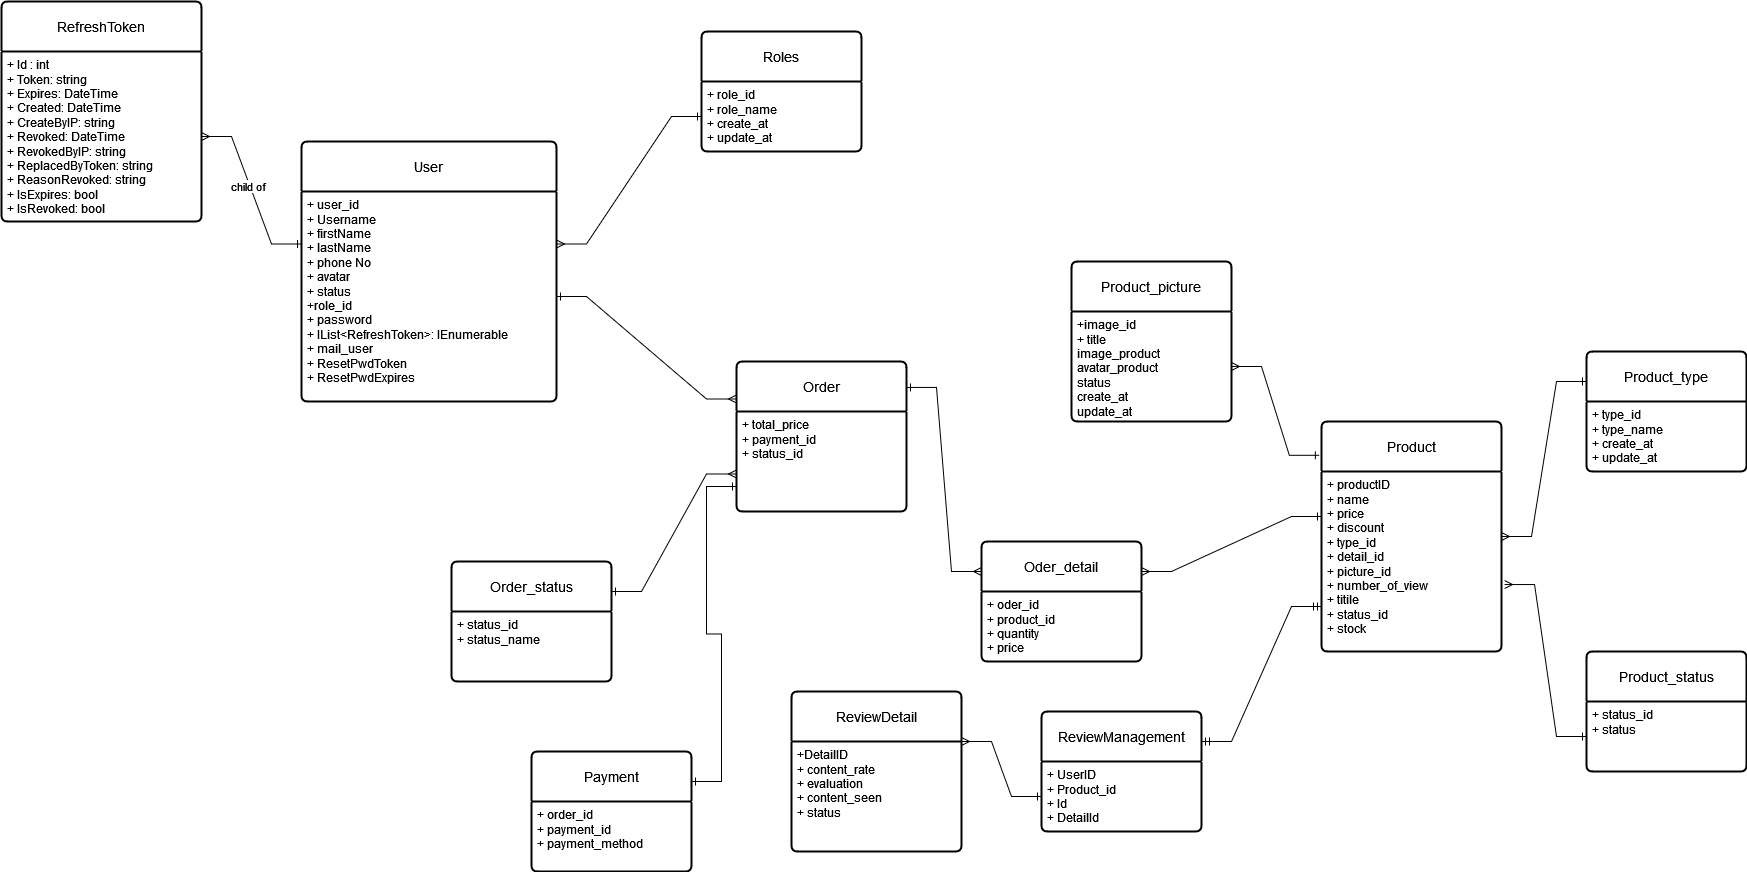 RefreshToken
+ Id : int
+ Token: string
+ Expires: DateTime
+ Created: DateTime
+ CreateByIP: string
+ Revoked: DateTime
+ RevokedByIP: string
+ ReplacedByToken: string
+ ReasonRevoked: string
+ IsExpires: bool
+ IsRevoked: bool
child of
User
+ user_id
+ Username
+ firstName
+ lastName
+ phone No
+ avatar
+ status
+role_id
+ password
+ IList<RefreshToken>: IEnumerable
+ mail_user
+ ResetPwdToken
+ ResetPwdExpires
Roles
+ role_id
+ role_name
+ create_at
+ update_at
Order
+ total_price
+ payment_id
+ status_id
Order_status
+ status_id
+ status_name
Payment
+ order_id
+ payment_id
+ payment_method
Product_picture
+image_id
+ title
image_product
avatar_product
status
create_at
update_at
Oder_detail
+ oder_id
+ product_id
+ quantity
+ price
ReviewDetail
+DetailID
+ content_rate
+ evaluation
+ content_seen
+ status
ReviewManagement
+ UserID
+ Product_id
+ Id
+ DetailId
Product
+ productID
+ name
+ price
+ discount
+ type_id
+ detail_id
+ picture_id
+ number_of_view
+ titile
+ status_id
+ stock
Product_type
+ type_id
+ type_name
+ create_at
+ update_at
Product_status
+ status_id
+ status